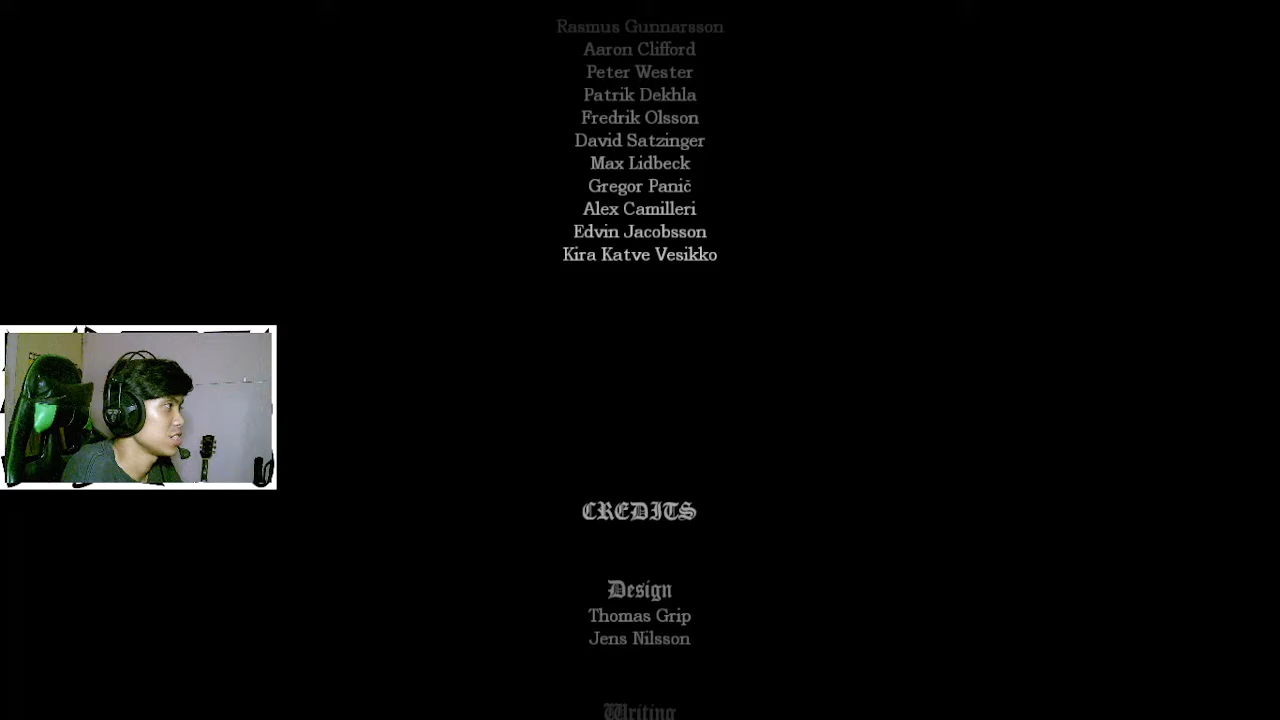 Rasmus Gunnarsson
Aaron Clifford
Peter Wester
Patrik Dekhla
Fredrik Olsson
David Satzinger
Max Lidbeck
Gregor Panič
Alex Camilleri
Edvin Jacobsson
Kira Katve Vesikko
CREDITS
Design
Thomas Grip
Jens Nilsson
Writing